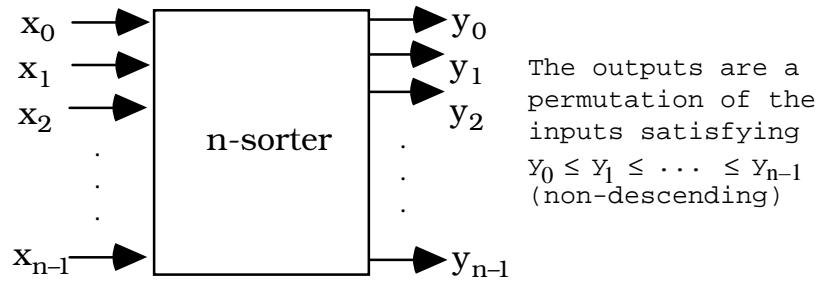 x0
x1
x2
.
.
.
xn–1
n-sorter
y0
y1
y2
.
.
.
yn–1
The outputs are a
permutation of the
inputs satisfying
y0 ≤ y1 ≤ ... ≤ yn–1
(non-descending)